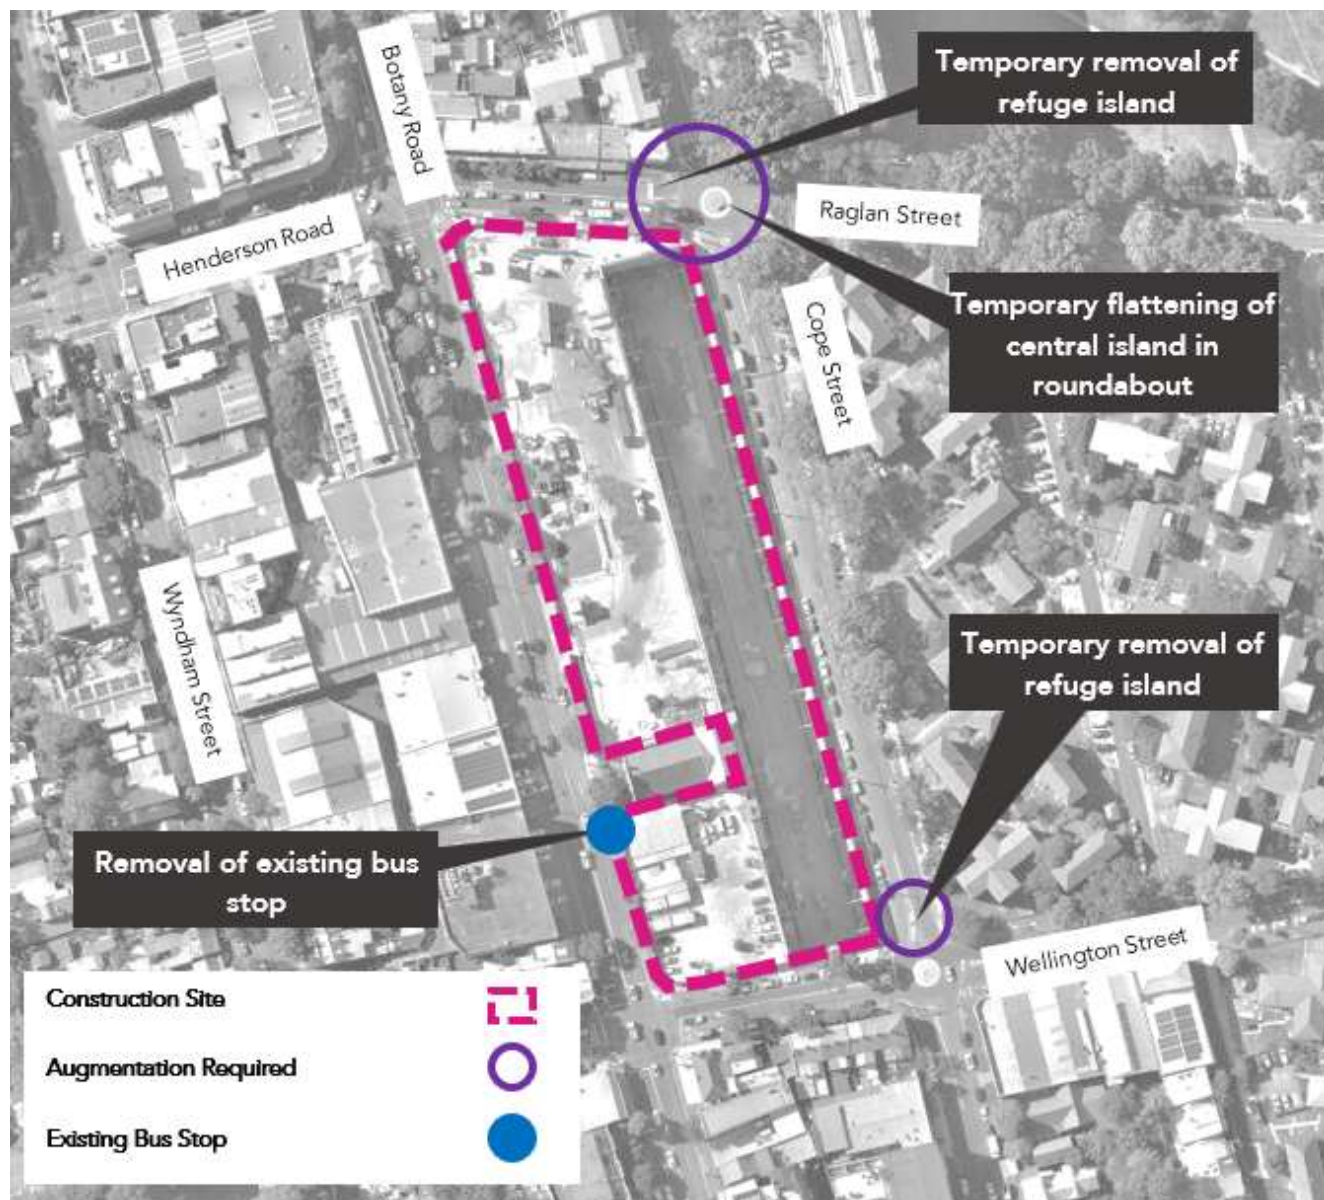 Temporary removal of
refuge island
Botany Road
Raglan Street
Henderson Road
Temporary flattening of
central island in
roundabout
Cope Street
Wyndham Street
Temporary removal of
refuge island
Removal of existing bus
stop
Wellington Street
Construction Site
Augmentation Required
Existing Bus Stop